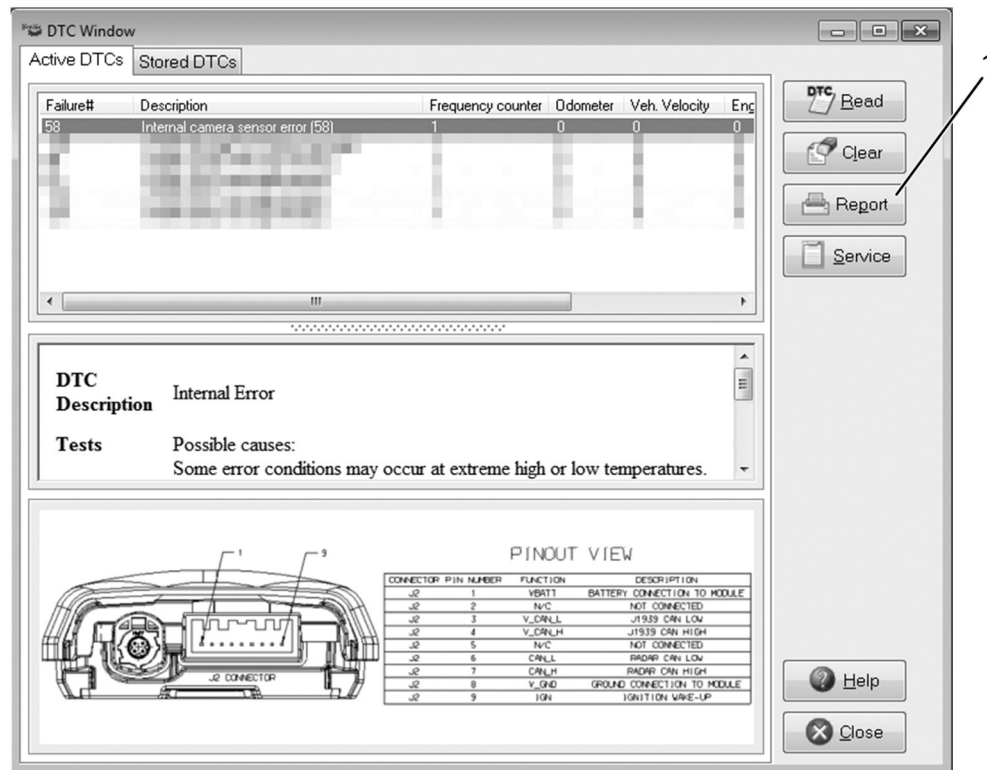 DTC Window
Active DTCs Stored DTCs
Failure# Description Frequency counter Odometer Veh. Velocity Eng
58 Internal camera sensor error (58) 1 0 0 0
DTC Read
Clear
Report
Service
1
DTC Description Internal Error
Tests Possible causes:
Some error conditions may occur at extreme high or low temperatures.
1 9
J2 CONNECTOR
PINOUT VIEW
CONNECTOR PIN NUMBER FUNCTION DESCRIPTION
J2 1 VBATT BATTERY CONNECTION TO MODULE
J2 2 N/C NOT CONNECTED
J2 3 V_CAN_L J1939 CAN LOW
J2 4 V_CAN_H J1939 CAN HIGH
J2 5 N/C NOT CONNECTED
J2 6 CAN_L RADAR CAN LOW
J2 7 CAN_H RADAR CAN HIGH
J2 8 V_GND GROUND CONNECTION TO MODULE
J2 9 IGN IGNITION WAKE-UP
Help
Close